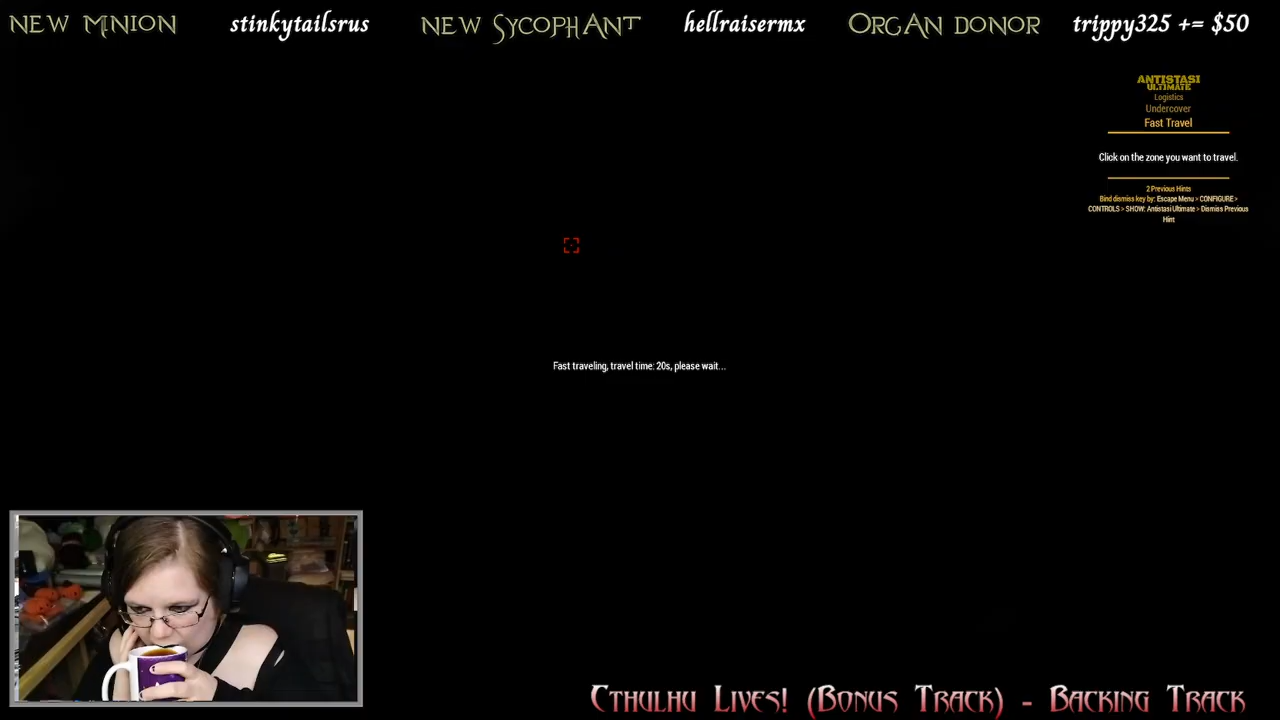 NEW MINION stinkytailsrus NEW SYCOPHANT hellraisermx ORGAN DONOR trippy325 += $50
ANTISTASI
ULTIMATE
Logistics
Undercover
Fast Travel
Click on the zone you want to travel.
2 Previous Hints
Bind dismiss key by: Escape Menu > CONFIGURE >
CONTROLS > SHOW: Antistasi Ultimate > Dismiss Previous
Hint
Fast traveling, travel time: 20s, please wait...
Cthulhu Lives! (Bonus Track) - Backing Track